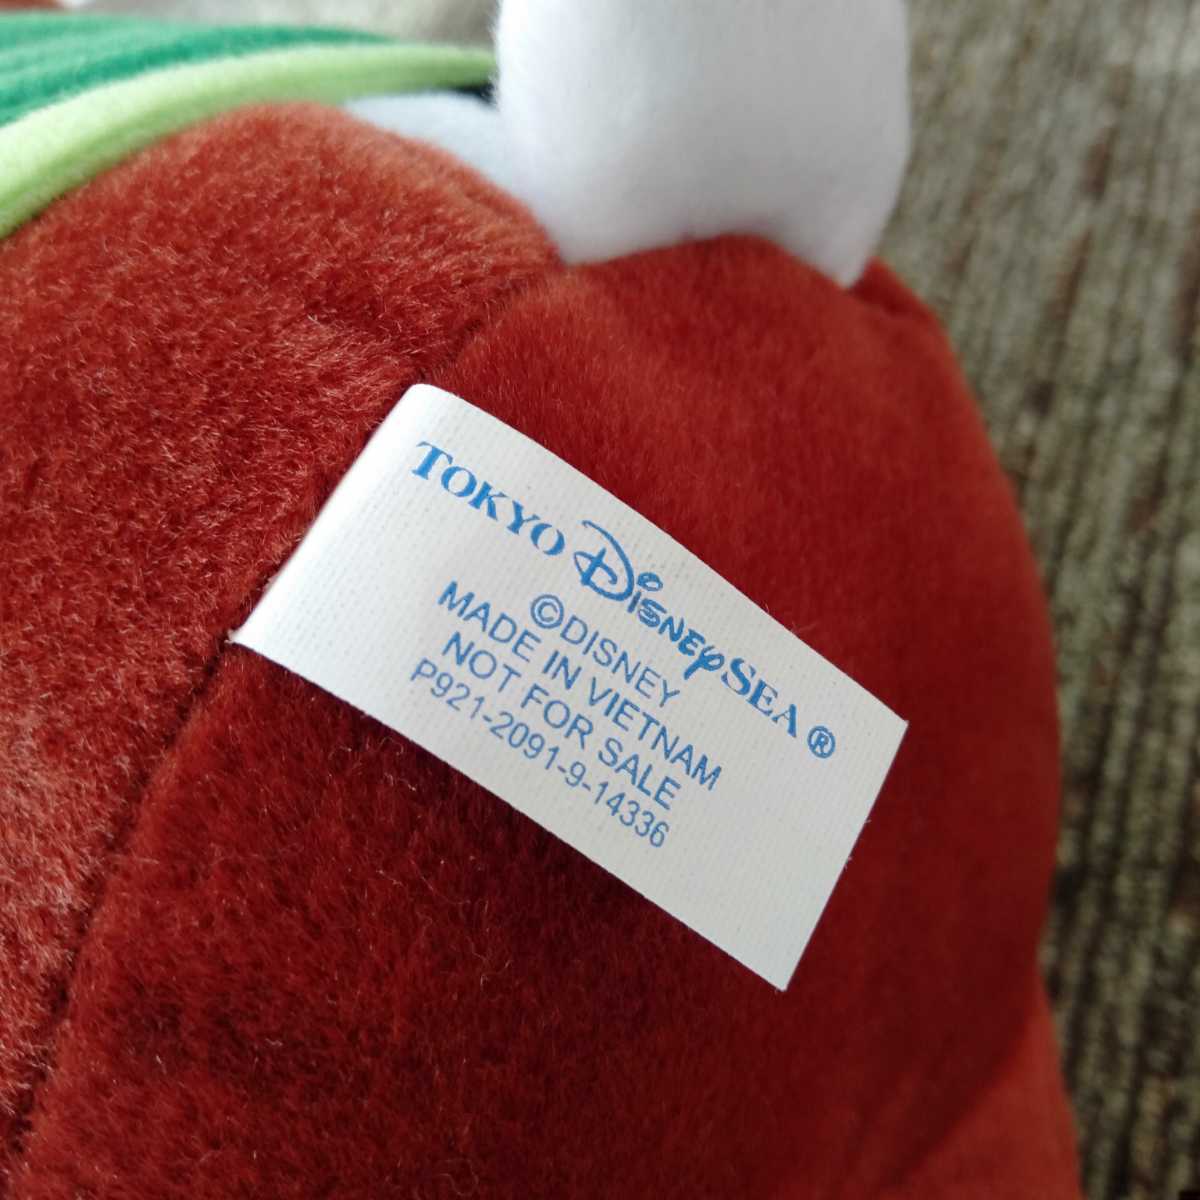 TOKYO DISNEYSEA®
©DISNEY
MADE IN VIETNAM
NOT FOR SALE
P921-2091-9-14336